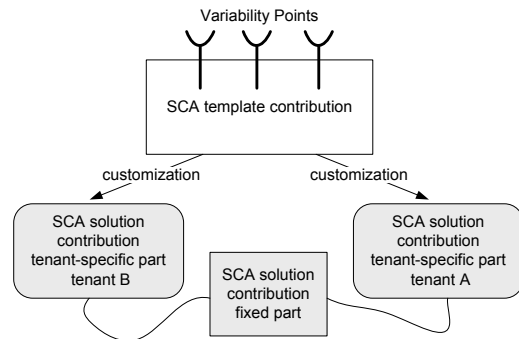 Variability Points
SCA template contribution
customization
customization
SCA solution
contribution
tenant-specific part
tenant B
SCA solution
contribution
fixed part
SCA solution
contribution
tenant-specific part
tenant A